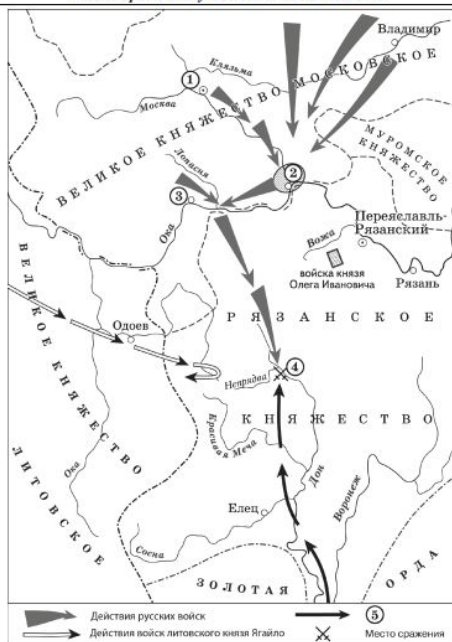 Владимир
Клязьма
①
Москва
ВЕЛИКОЕ КНЯЖЕСТВО МОСКОВСКОЕ
МУРОМСКОЕ
КНЯЖЕСТВО
Лопасня
②
③
Ока
Переяславль-
Рязанский
Вожа
войска князя
Олега Ивановича
Рязань
ВЕЛИКОЕ КНЯЖЕСТВО
ЛИТОВСКОЕ
Одоев
РЯЗАНСКОЕ
КНЯЖЕСТВО
④
Непрядва
Красивая Меча
Ока
Дон
Воронеж
Елец
Сосна
ЗОЛОТАЯ
ОРДА
Действия русских войск
⑤
Действия войск литовского князя Ягайло
Место сражения